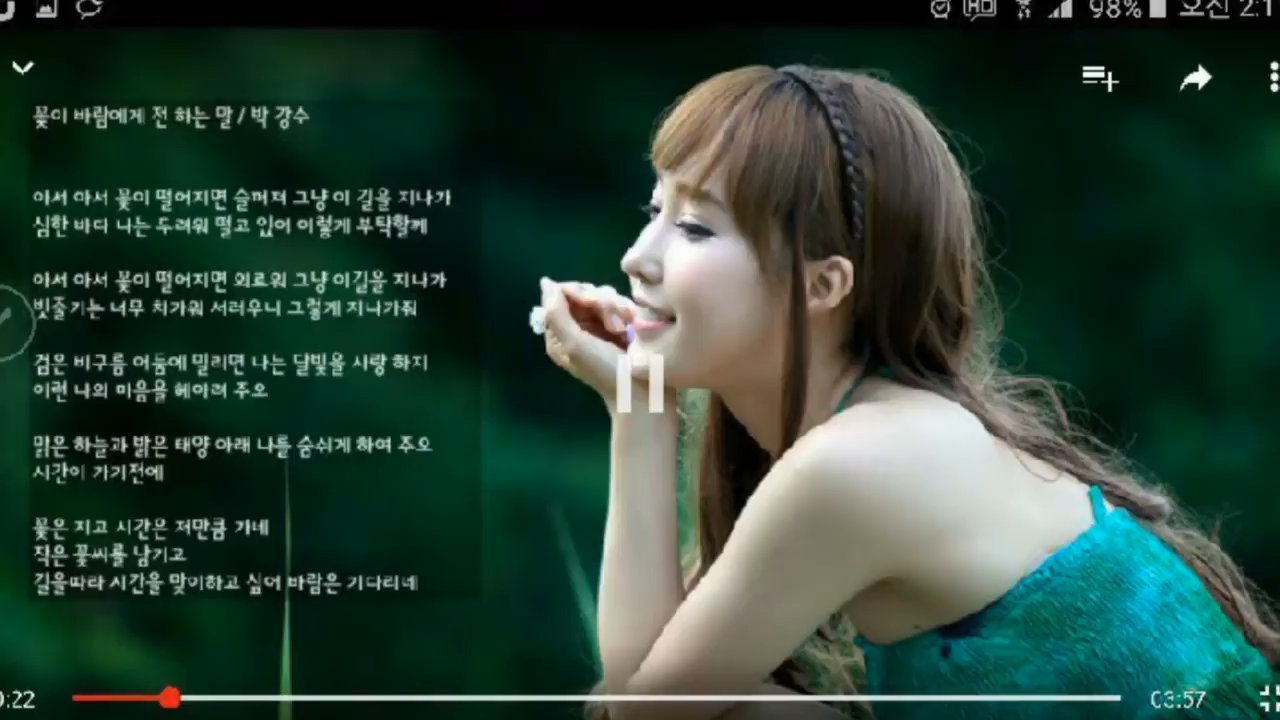 98% 오전 2:1
꽃이 바람에게 전 하는 말 / 박 강수
아서 아서 꽃이 떨어지면 슬퍼져 그냥 이 길을 지나가
심한 바디 나는 두려워 떨고 있어 이렇게 부탁할께
아서 아서 꽃이 떨어지면 외로워 그냥 이길을 지나가
빗줄기는 너무 차가워 서러우니 그렇게 지나가줘
검은 비구름 어둠에 밀리면 나는 달빛을 사랑 하지
이런 나의 마음을 헤아려 주오
맑은 하늘과 밝은 태양 아래 나를 숨쉬게 하여 주오
시간이 가기전에
꽃은 지고 시간은 저만큼 가네
작은 꽃씨를 남기고
길을따라 시간을 맞이하고 싶어 바람은 기다리네
0:22 03:57